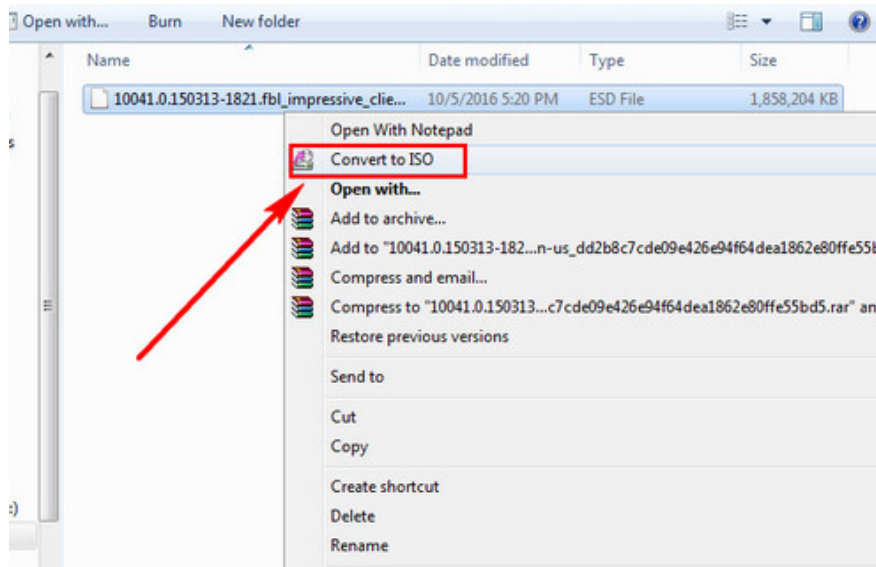 Open with... Burn New folder
Name Date modified Type Size
10041.0.150313-1821.fbl_impressive_clie... 10/5/2016 5:20 PM ESD File 1,858,204 KB
Open With Notepad
Convert to ISO
Open with...
Add to archive...
Add to "10041.0.150313-182...n-us_dd2b8c7cde09e426e94f64dea1862e80ffe55b
Compress and email...
Compress to "10041.0.150313...c7cde09e426e94f64dea1862e80ffe55bd5.rar" an
Restore previous versions
Send to
Cut
Copy
Create shortcut
Delete
Rename